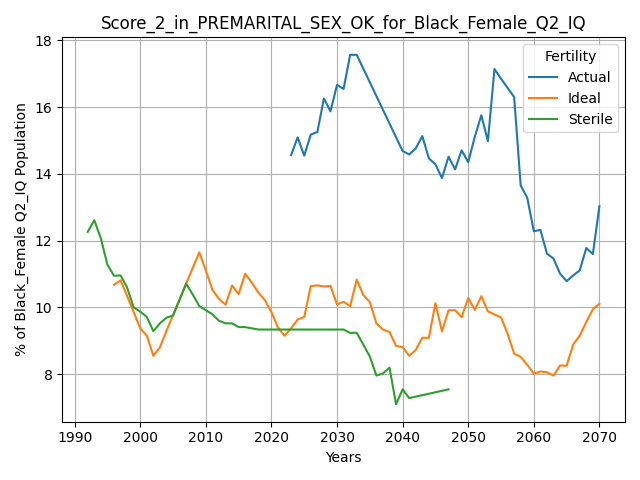 Score_2_in_PREMARITAL_SEX_OK_for_Black_Female_Q2_IQ
% of Black_Female Q2_IQ Population
18
16
14
12
10
8
Fertility
Actual
Ideal
Sterile
1990 2000 2010 2020 2030 2040 2050 2060 2070
Years